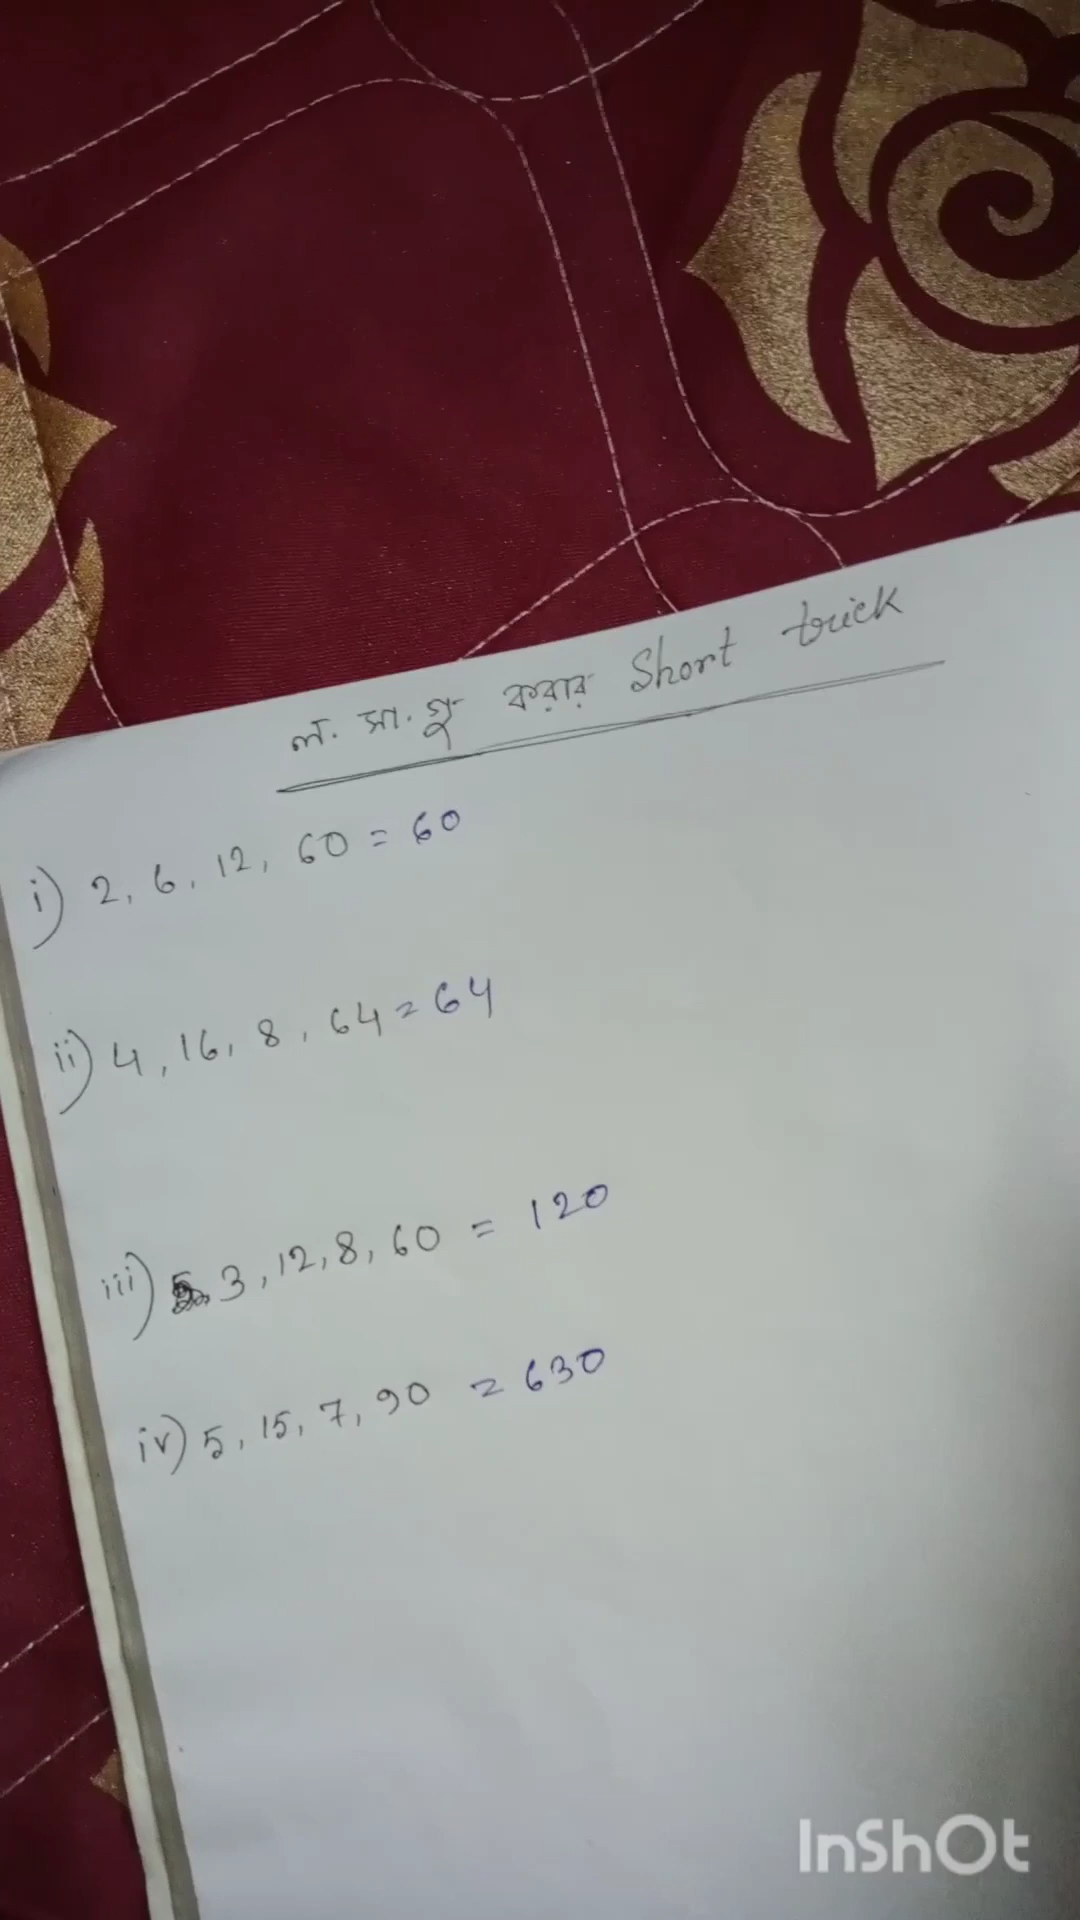 ল. সা. গু করার Short trick
i) 2, 6, 12, 60 = 60
ii) 4, 16, 8, 64 = 64
iii) 3, 12, 8, 60 = 120
iv) 5, 15, 7, 90 = 630
InShOt